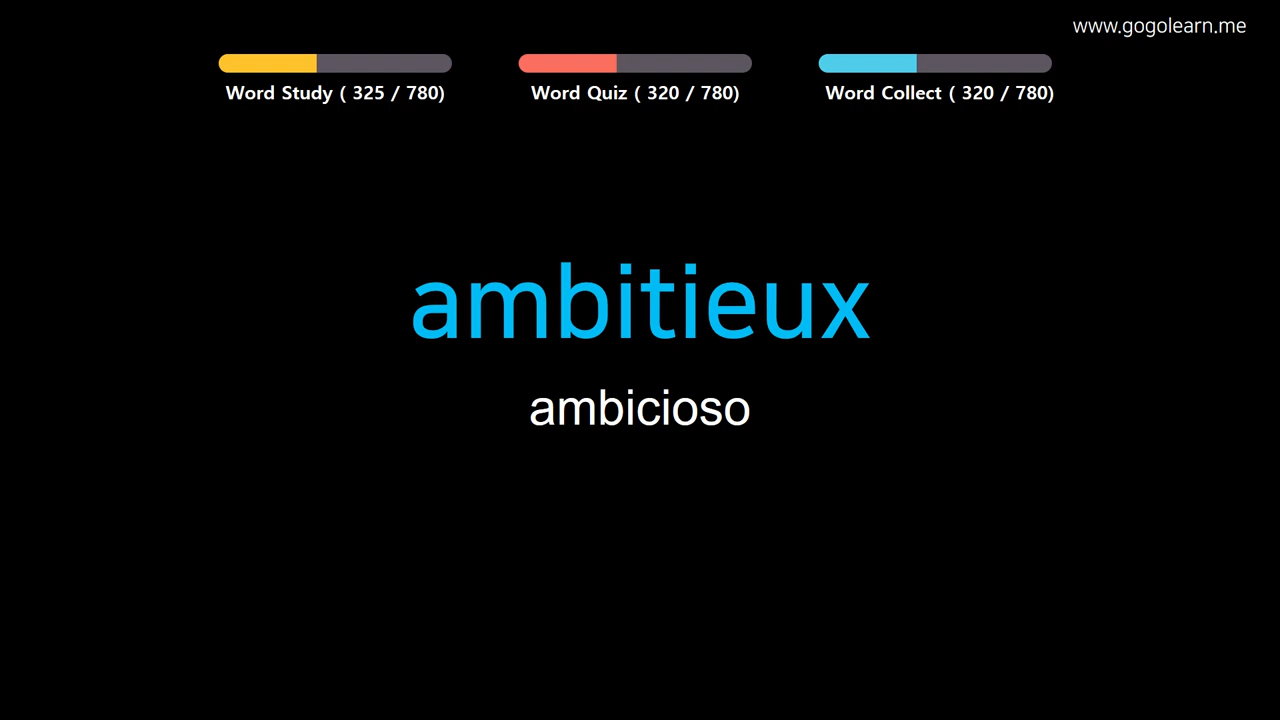 www.gogolearn.me
Word Study ( 325 / 780)
Word Quiz ( 320 / 780)
Word Collect ( 320 / 780)
ambitieux
ambicioso